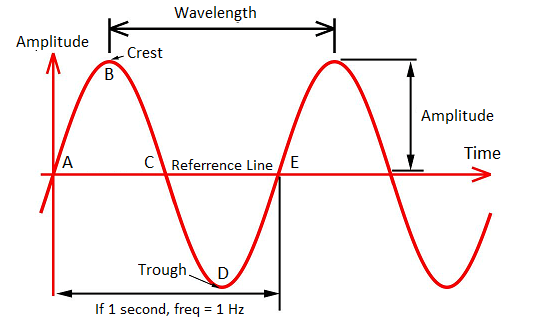 Wavelength
Amplitude
Crest
B
Amplitude
Time
A
C
Referrence Line
E
Trough
D
If 1 second, freq = 1 Hz